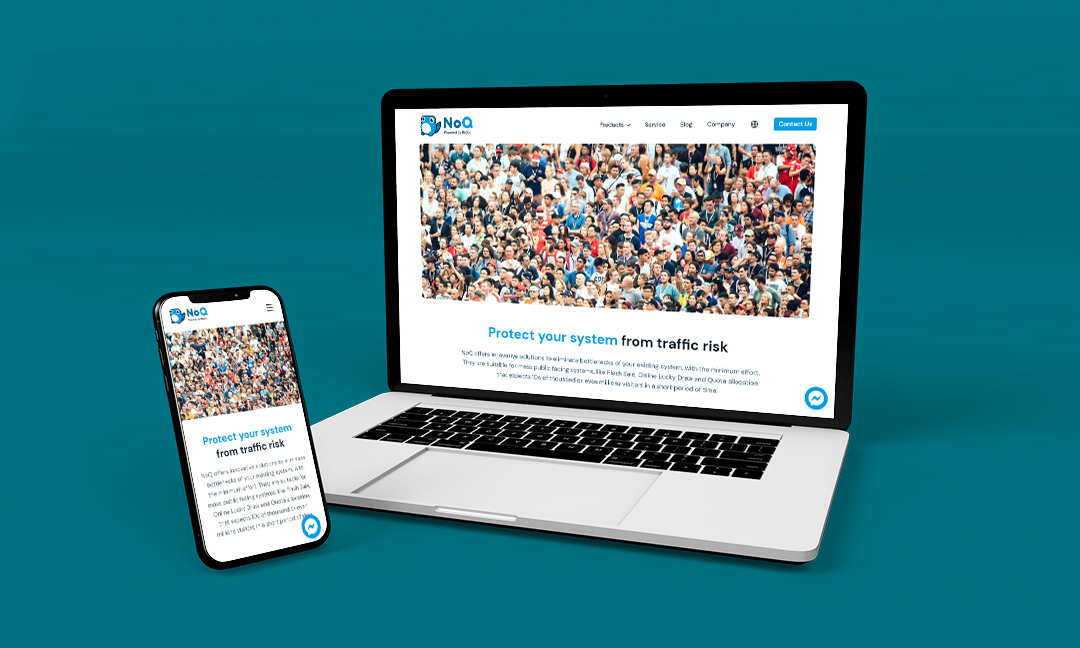 NoQ
Products Service Blog Company Contact Us
Protect your system from traffic risk
NoQ offers innovative solutions to eliminate bottlenecks of your existing system, with the minimum effort.
They are suitable for mass public facing systems, like Flash Sale, Online Lucky Draw and Quota allocation
that expects 10s of thousand or even millions visitors in a short period of time.
NoQ
Protect your system
from traffic risk
NoQ offers innovative solutions to eliminate
bottlenecks of your existing system, with
the minimum effort. They are suitable for
mass public facing systems, like Flash Sale,
Online Lucky Draw and Quota allocation
that expects 10s of thousand or even
millions visitors in a short period of time.